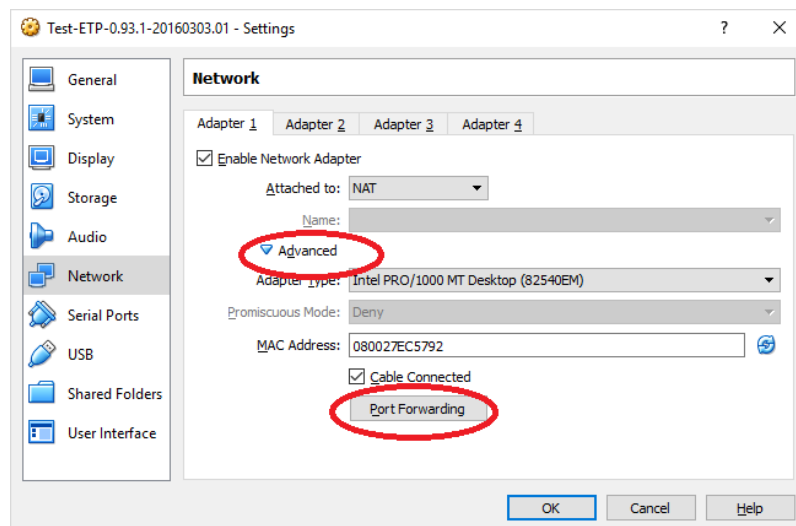 Test-ETP-0.93.1-20160303.01 - Settings
?
General
System
Display
Storage
Audio
Network
Serial Ports
USB
Shared Folders
User Interface
Network
Adapter 1 Adapter 2 Adapter 3 Adapter 4
Enable Network Adapter
Attached to: NAT
Name:
Advanced
Adapter Type: Intel PRO/1000 MT Desktop (82540EM)
Promiscuous Mode: Deny
MAC Address: 080027EC5792
Cable Connected
Port Forwarding
OK Cancel Help